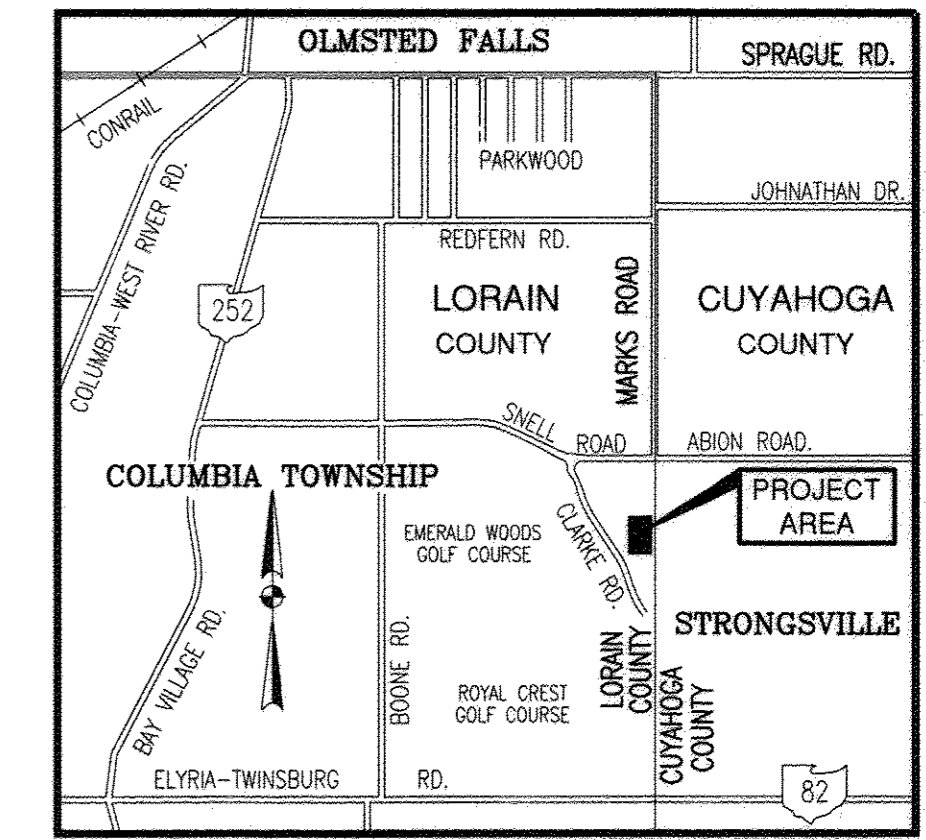 OLMSTED FALLS
SPRAGUE RD.
CONRAIL
PARKWOOD
JOHNATHAN DR.
COLUMBIA-WEST RIVER RD.
REDFERN RD.
252
LORAIN
COUNTY
MARKS ROAD
CUYAHOGA
COUNTY
SNELL
ROAD
ABION ROAD.
COLUMBIA TOWNSHIP
PROJECT
AREA
EMERALD WOODS
GOLF COURSE
CLARKE RD.
STRONGSVILLE
BAY VILLAGE RD.
BOONE RD.
ROYAL CREST
GOLF COURSE
LORAIN
COUNTY
CUYAHOGA
COUNTY
ELYRIA-TWINSBURG
RD.
82